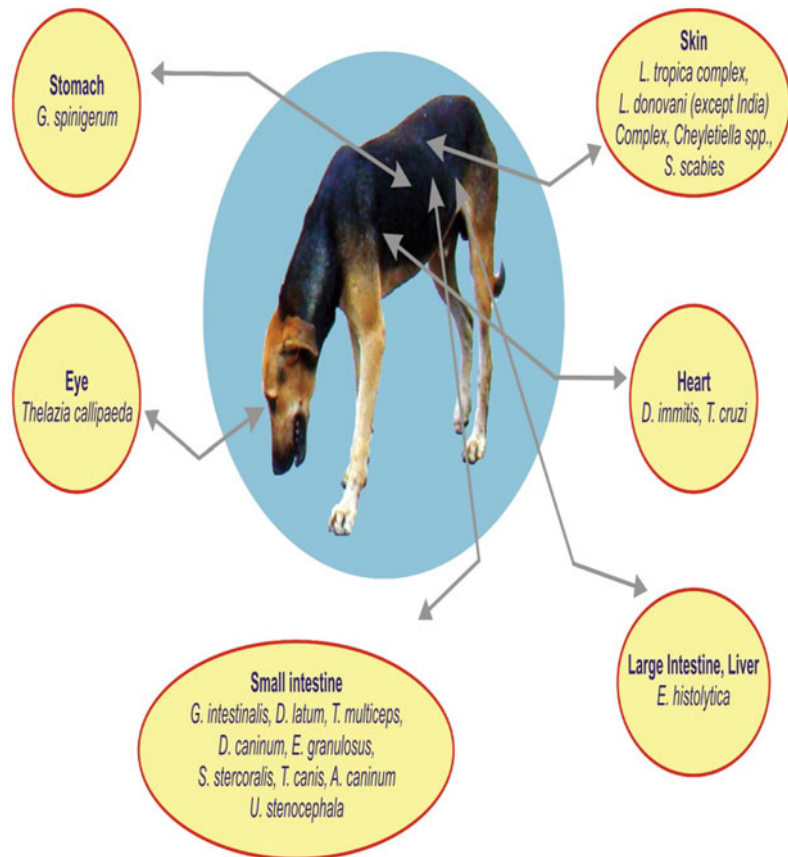 Stomach
G. spinigerum
Skin
L. tropica complex,
L. donovani (except India)
Complex, Cheyletiella spp.,
S. scabies
Eye
Thelazia callipaeda
Heart
D. immitis, T. cruzi
Large Intestine, Liver
E. histolytica
Small intestine
G. intestinalis, D. latum, T. multiceps,
D. caninum, E. granulosus,
S. stercoralis, T. canis, A. caninum
U. stenocephala